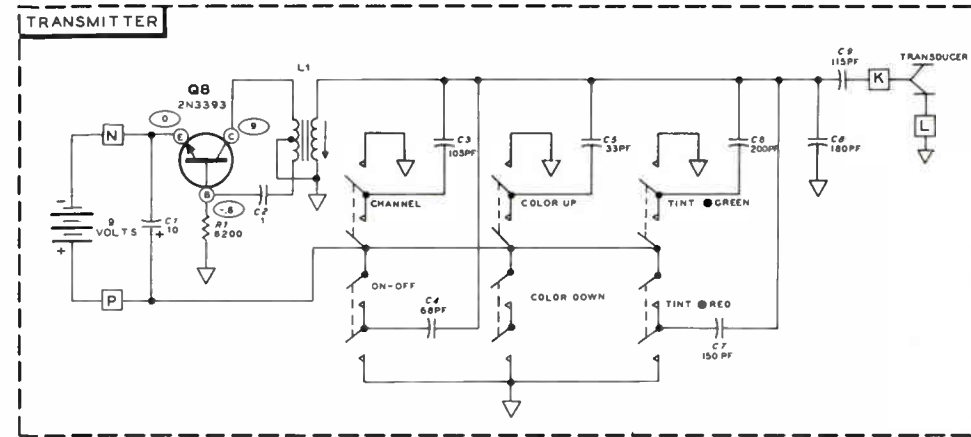 TRANSMITTER
C9
115PF
TRANSDUCER
K
L
L1
Q8
2N3393
0
9
N
E
C
C3
103PF
C5
33PF
C6
200PF
C8
180PF
B
-.8
C2
.1
CHANNEL
COLOR UP
TINT ● GREEN
-
9
VOLTS
+
C1
10
+
R1
8200
P
ON-OFF
C4
68PF
COLOR DOWN
TINT @ RED
C7
150 PF